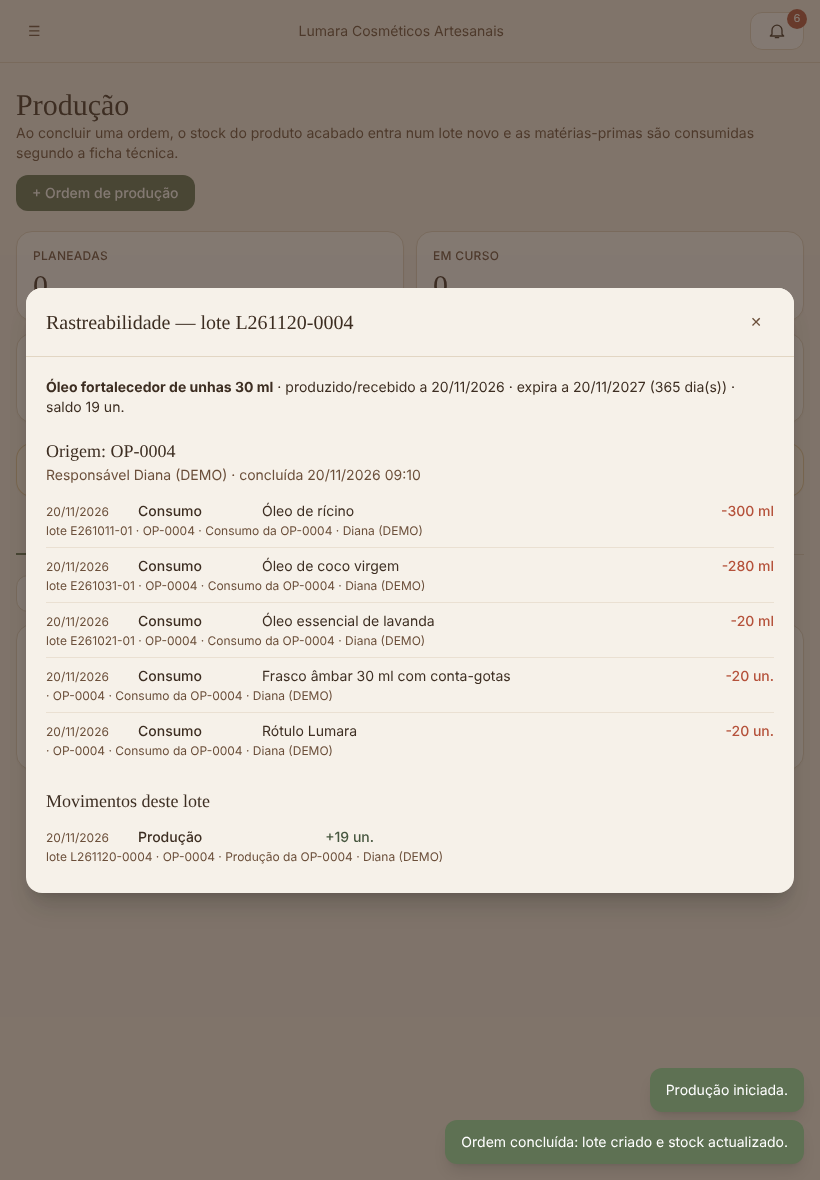 ☰
Lumara Cosméticos Artesanais
6
Produção
Ao concluir uma ordem, o stock do produto acabado entra num lote novo e as matérias-primas são consumidas
segundo a ficha técnica.
+ Ordem de produção
PLANEADAS
EM CURSO
0
0
Rastreabilidade — lote L261120-0004
×
Óleo fortalecedor de unhas 30 ml · produzido/recebido a 20/11/2026 · expira a 20/11/2027 (365 dia(s)) ·
saldo 19 un.
Origem: OP-0004
Responsável Diana (DEMO) · concluída 20/11/2026 09:10
20/11/2026 Consumo Óleo de rícino -300 ml
lote E261011-01 · OP-0004 · Consumo da OP-0004 · Diana (DEMO)
20/11/2026 Consumo Óleo de coco virgem -280 ml
lote E261031-01 · OP-0004 · Consumo da OP-0004 · Diana (DEMO)
20/11/2026 Consumo Óleo essencial de lavanda -20 ml
lote E261021-01 · OP-0004 · Consumo da OP-0004 · Diana (DEMO)
20/11/2026 Consumo Frasco âmbar 30 ml com conta-gotas -20 un.
· OP-0004 · Consumo da OP-0004 · Diana (DEMO)
20/11/2026 Consumo Rótulo Lumara -20 un.
· OP-0004 · Consumo da OP-0004 · Diana (DEMO)
Movimentos deste lote
20/11/2026 Produção +19 un.
lote L261120-0004 · OP-0004 · Produção da OP-0004 · Diana (DEMO)
Produção iniciada.
Ordem concluída: lote criado e stock actualizado.